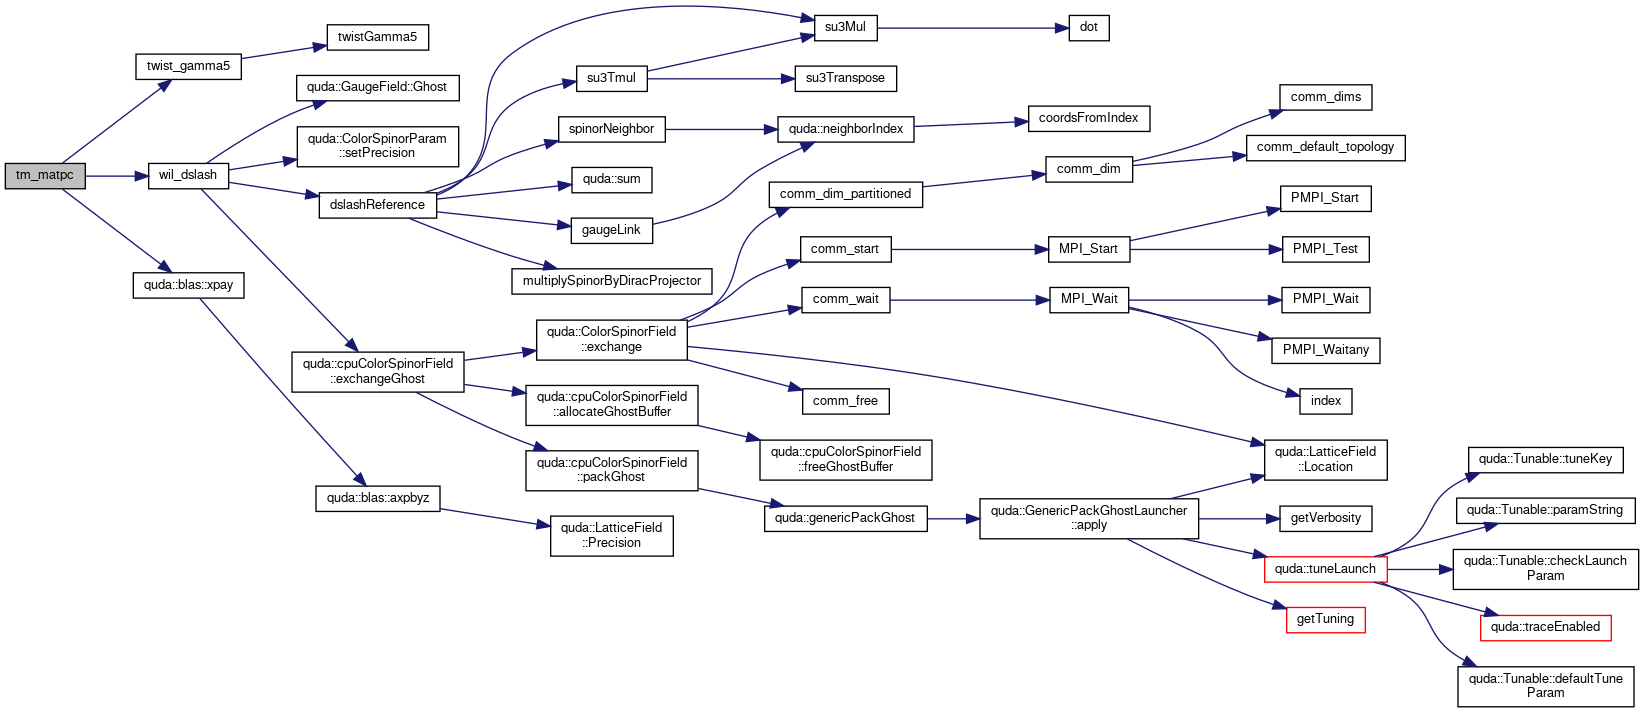 tm_matpc
twist_gamma5
twistGamma5
wil_dslash
quda::GaugeField::Ghost
quda::ColorSpinorParam
::setPrecision
dslashReference
su3Mul
dot
su3Tmul
su3Transpose
spinorNeighbor
quda::neighborIndex
coordsFromIndex
quda::sum
gaugeLink
multiplySpinorByDiracProjector
quda::cpuColorSpinorField
::exchangeGhost
quda::ColorSpinorField
::exchange
comm_dim_partitioned
comm_dim
comm_dims
comm_default_topology
comm_start
MPI_Start
PMPI_Start
PMPI_Test
comm_wait
MPI_Wait
PMPI_Wait
PMPI_Waitany
index
comm_free
quda::LatticeField
::Location
quda::cpuColorSpinorField
::allocateGhostBuffer
quda::cpuColorSpinorField
::freeGhostBuffer
quda::cpuColorSpinorField
::packGhost
quda::genericPackGhost
quda::GenericPackGhostLauncher
::apply
getVerbosity
quda::tuneLaunch
getTuning
quda::Tunable::tuneKey
quda::Tunable::paramString
quda::Tunable::checkLaunch
Param
quda::traceEnabled
quda::Tunable::defaultTune
Param
quda::blas::xpay
quda::blas::axpbyz
quda::LatticeField
::Precision